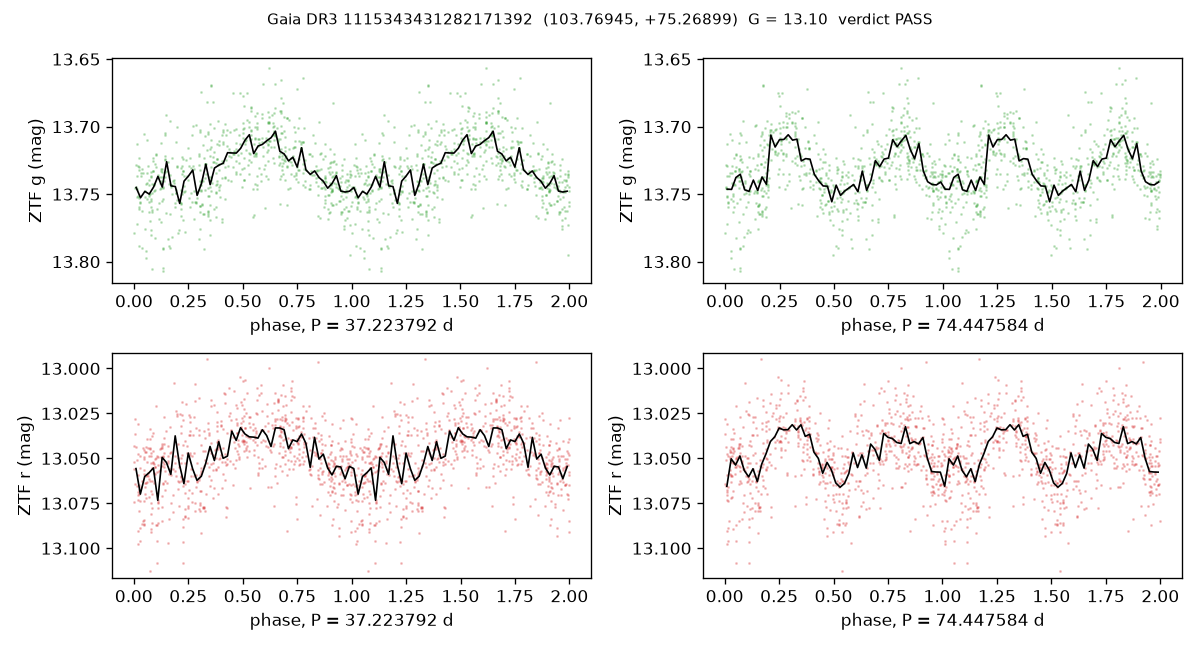 Gaia DR3 1115343431282171392 (103.76945, +75.26899) G = 13.10 verdict PASS
13.65
13.70
13.75
13.80
ZTF g (mag)
0.00 0.25 0.50 0.75 1.00 1.25 1.50 1.75 2.00
phase, P = 37.223792 d
13.65
13.70
13.75
13.80
ZTF g (mag)
0.00 0.25 0.50 0.75 1.00 1.25 1.50 1.75 2.00
phase, P = 74.447584 d
13.000
13.025
13.050
13.075
13.100
ZTF r (mag)
0.00 0.25 0.50 0.75 1.00 1.25 1.50 1.75 2.00
phase, P = 37.223792 d
13.000
13.025
13.050
13.075
13.100
ZTF r (mag)
0.00 0.25 0.50 0.75 1.00 1.25 1.50 1.75 2.00
phase, P = 74.447584 d